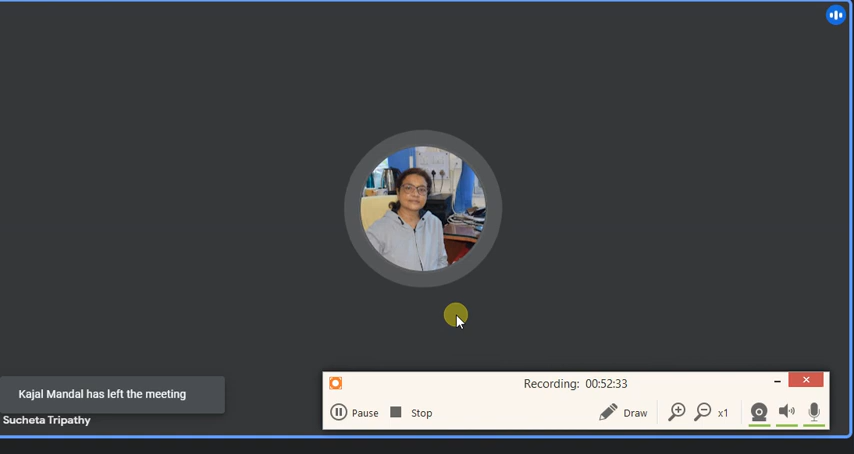 Kajal Mandal has left the meeting
Sucheta Tripathy
Recording: 00:52:33
Pause Stop Draw x1